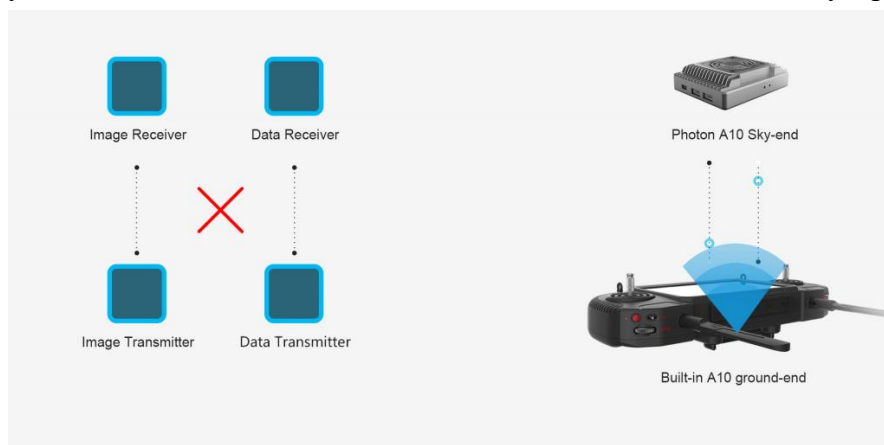 Image Receiver
Data Receiver
Photon A10 Sky-end
Image Transmitter
Data Transmitter
Built-in A10 ground-end